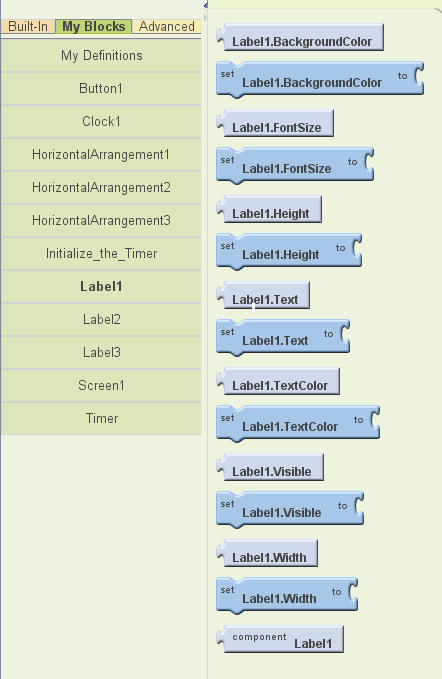 Built-In My Blocks Advanced
My Definitions
Button1
Clock1
HorizontalArrangement1
HorizontalArrangement2
HorizontalArrangement3
Initialize_the_Timer
Label1
Label2
Label3
Screen1
Timer
Label1.BackgroundColor
set Label1.BackgroundColor to
Label1.FontSize
set Label1.FontSize to
Label1.Height
set Label1.Height to
Label1.Text
set Label1.Text to
Label1.TextColor
set Label1.TextColor to
Label1.Visible
set Label1.Visible to
Label1.Width
set Label1.Width to
component Label1